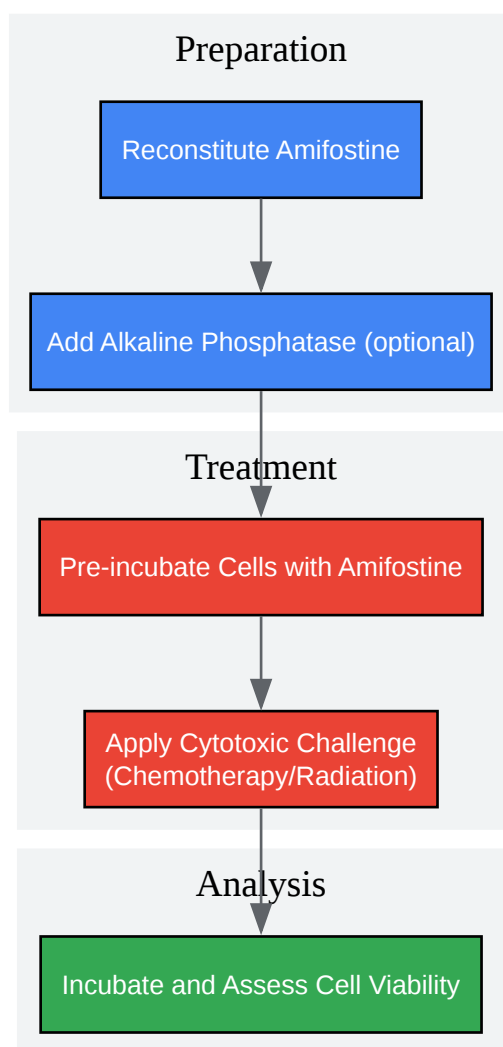 Preparation
Reconstitute Amifostine
Add Alkaline Phosphatase (optional)
Treatment
Pre-incubate Cells with Amifostine
Apply Cytotoxic Challenge
(Chemotherapy/Radiation)
Analysis
Incubate and Assess Cell Viability